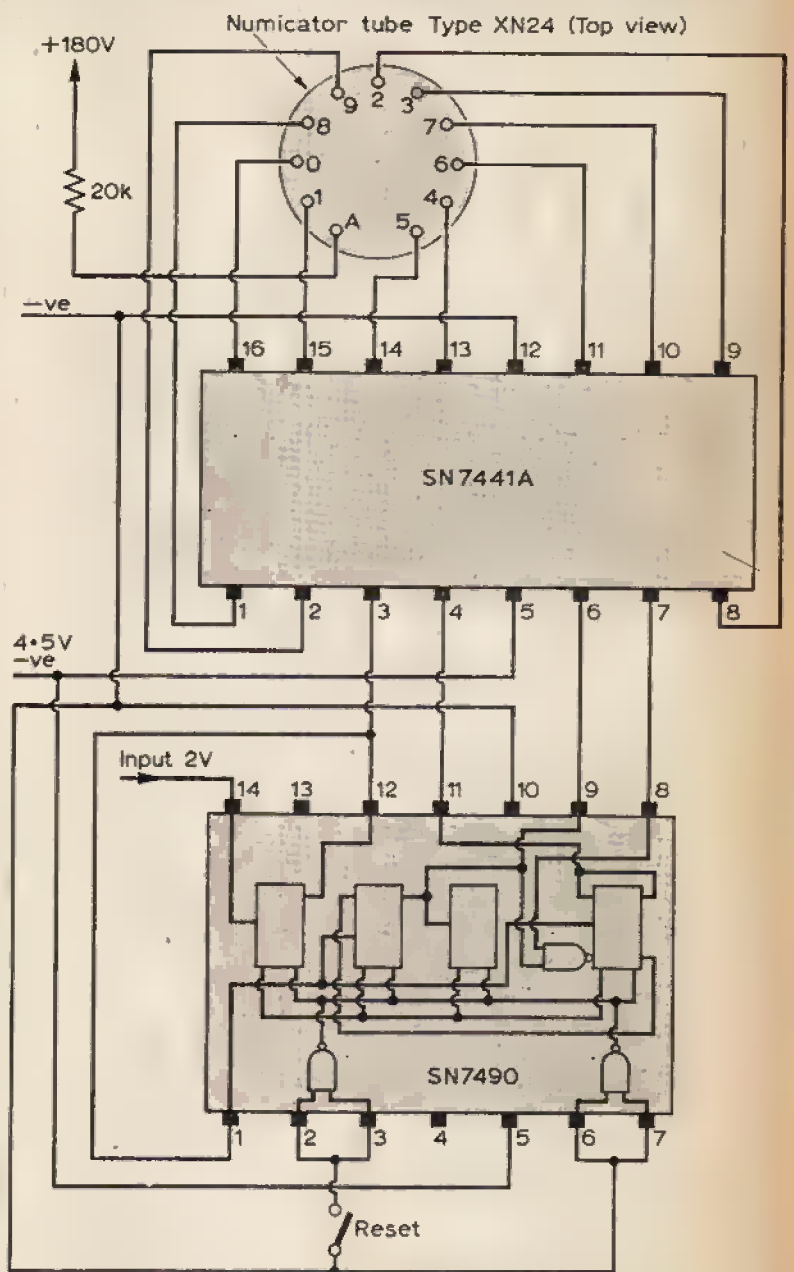 Numicator tube Type XN24 (Top view)
+180V
9 2 3
8 7
0 6
20k
1 4
A 5
−ve
16 15 14 13 12 11 10 9
SN7441A
1 2 3 4 5 6 7 8
4·5V
−ve
Input 2V
14 13 12 11 10 9 8
SN7490
1 2 3 4 5 6 7
Reset